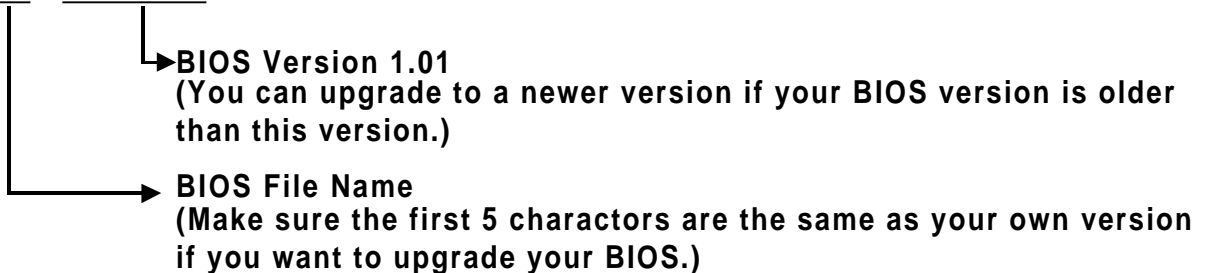 BIOS Version 1.01
(You can upgrade to a newer version if your BIOS version is older
than this version.)
BIOS File Name
(Make sure the first 5 charactors are the same as your own version
if you want to upgrade your BIOS.)